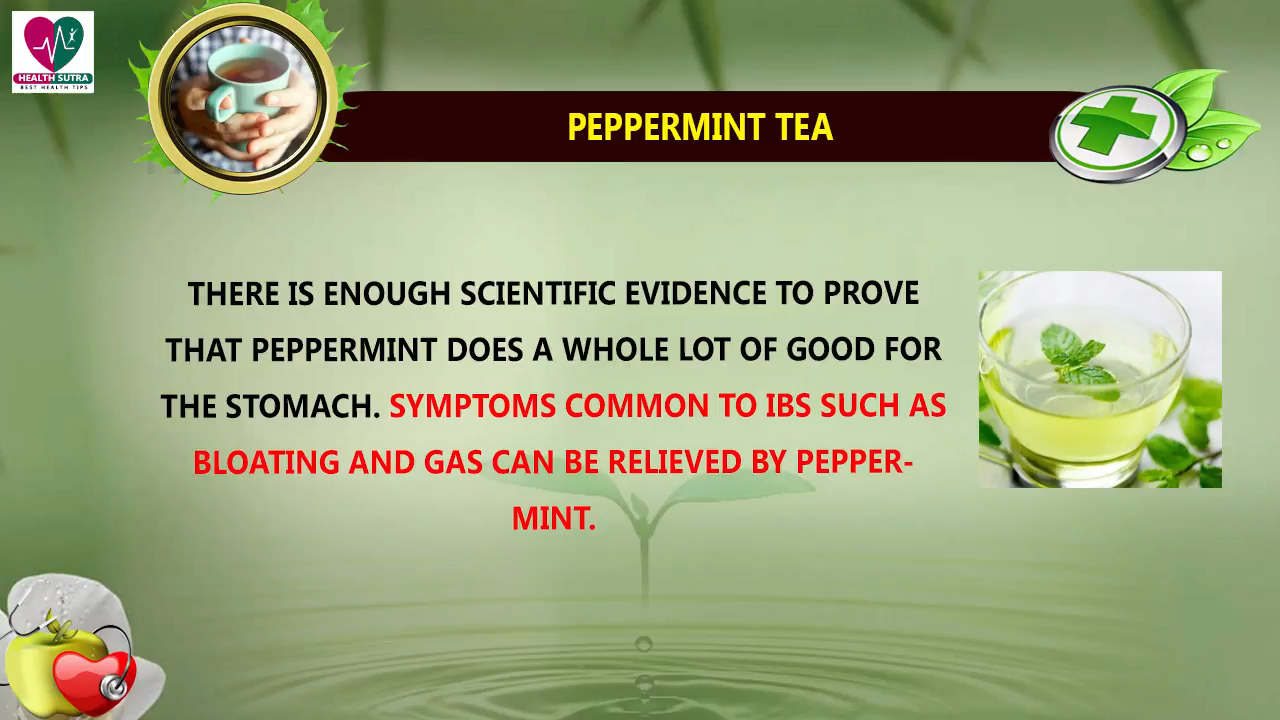 HEALTH SUTRA
BEST HEALTH TIPS
PEPPERMINT TEA
THERE IS ENOUGH SCIENTIFIC EVIDENCE TO PROVE
THAT PEPPERMINT DOES A WHOLE LOT OF GOOD FOR
THE STOMACH. SYMPTOMS COMMON TO IBS SUCH AS
BLOATING AND GAS CAN BE RELIEVED BY PEPPER-
MINT.